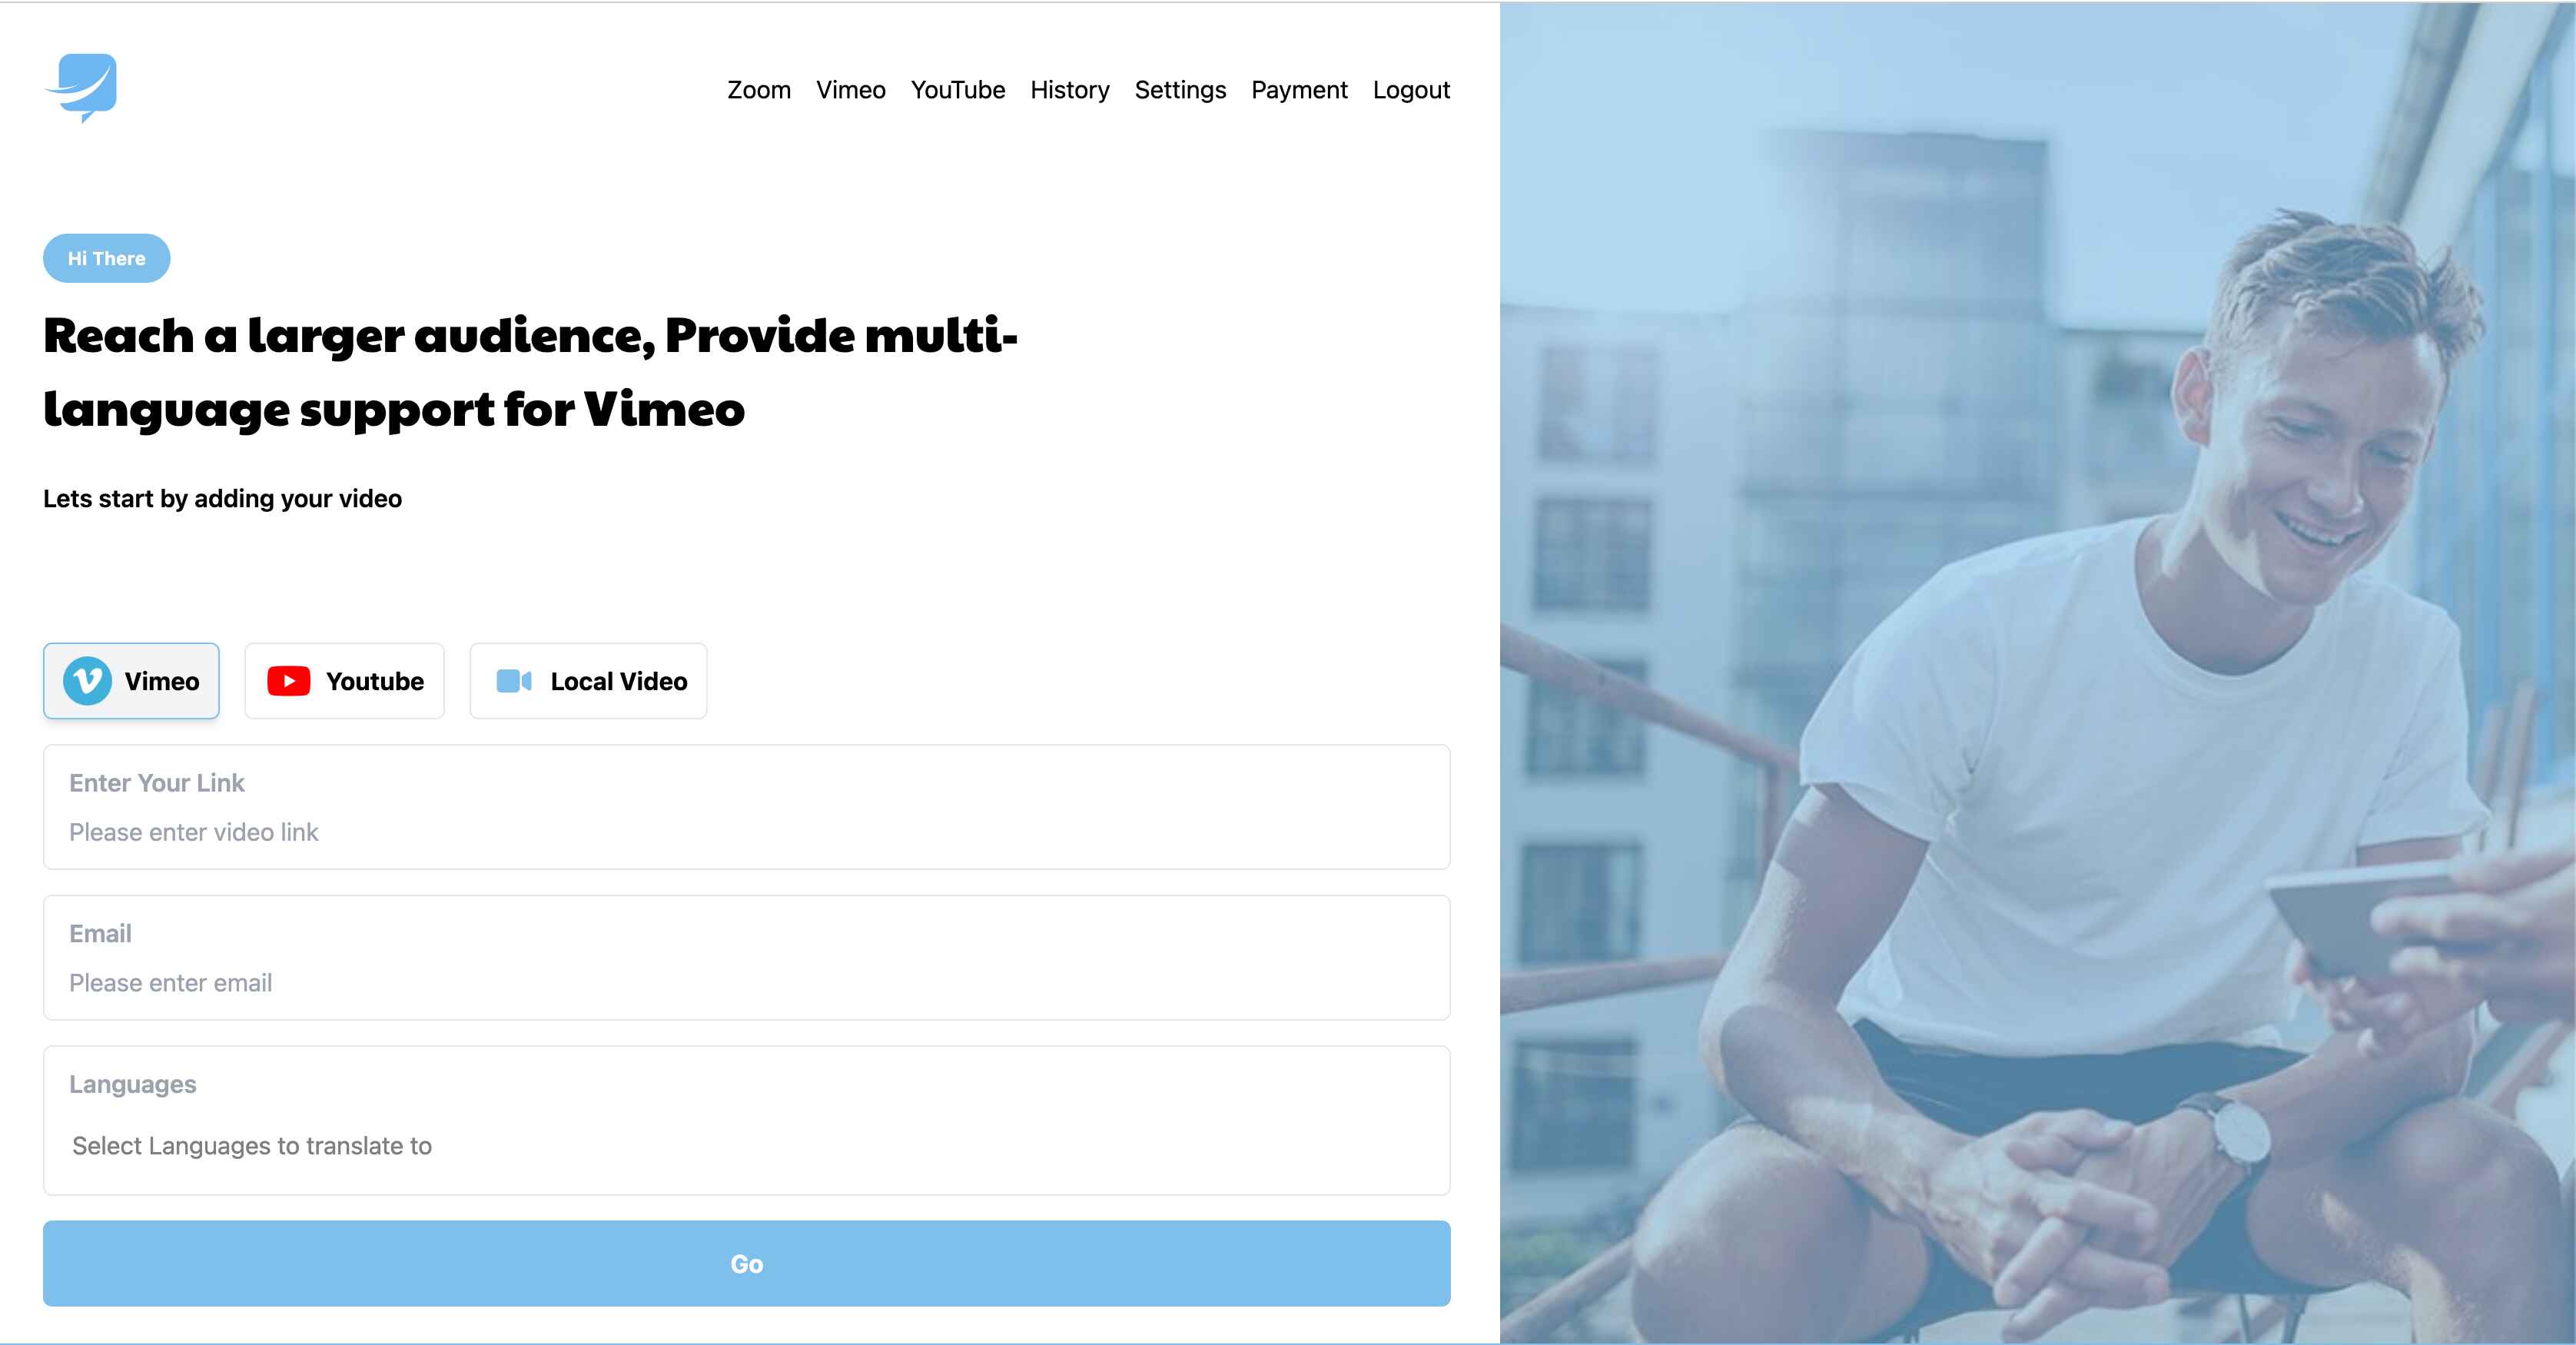 Zoom Vimeo YouTube History Settings Payment Logout
Hi There
Reach a larger audience, Provide multi-
language support for Vimeo
Lets start by adding your video
Vimeo Youtube Local Video
Enter Your Link
Please enter video link
Email
Please enter email
Languages
Select Languages to translate to
Go